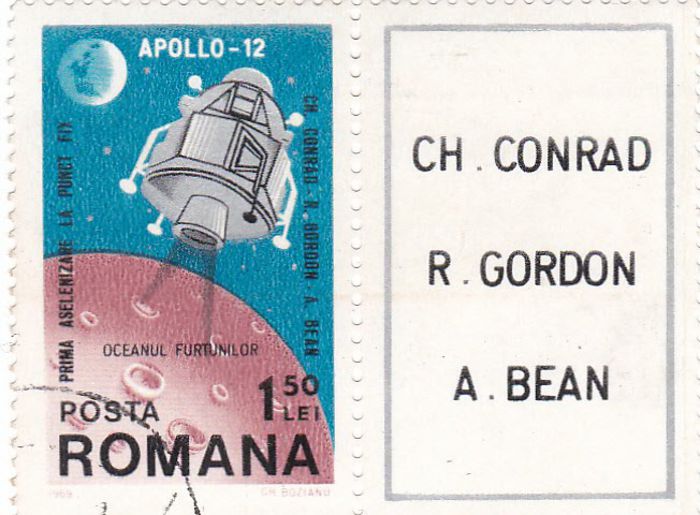 APOLLO-12
PRIMA ASELENIZARE LA PUNCT FIX
CH. CONRAD - R. GORDON - A. BEAN
OCEANUL FURTUNILOR
1.50
LEI
POSTA
ROMANA
1969
GH. BOZIANU
CH. CONRAD
R. GORDON
A. BEAN